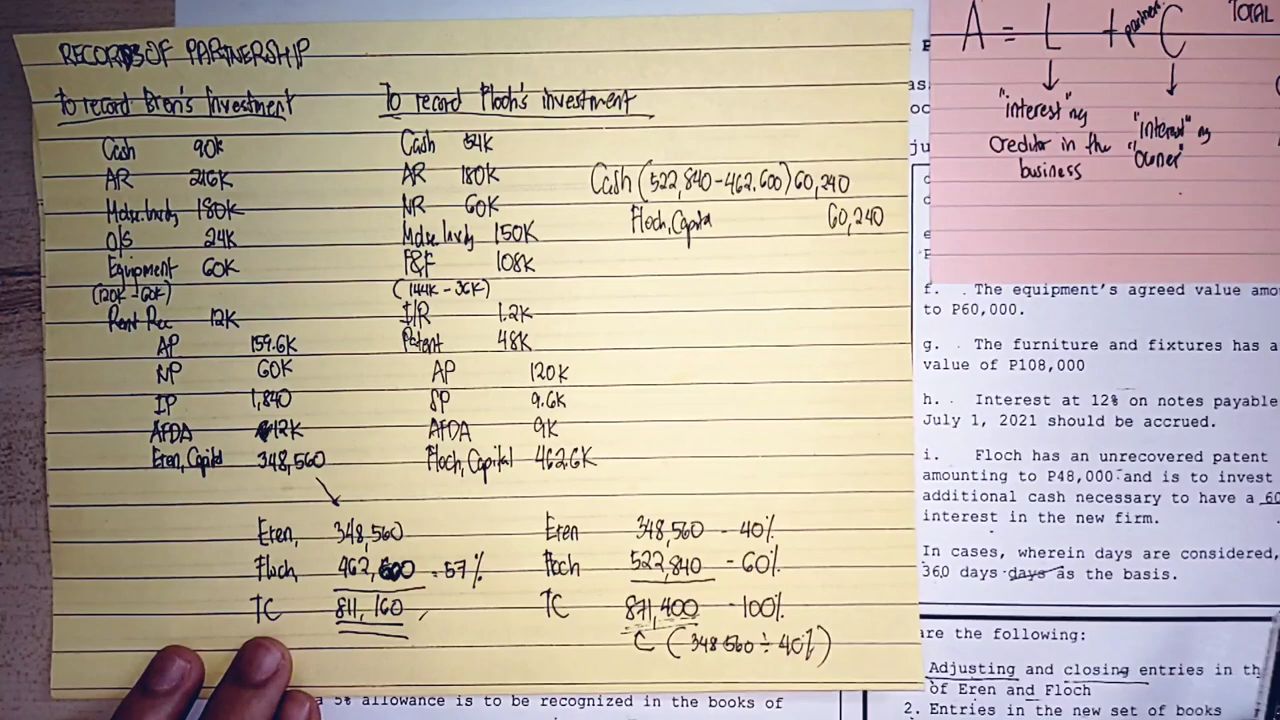 RECORDS OF PARTNERSHIP
To record Eren's Investment
Cash 90K
AR 216K
Mdse. Invty 180K
O/S 24K
Equipment 60K
(120K - 60K)
Rent Rec 12K
AP 159.6K
NP 60K
IP 1,840
AFDA 12K
Eren, Capital 348,560
To record Floch's investment
Cash 54K
AR 180K
NR 60K
Mdse. Invty 150K
F&F 108K
(144K - 36K)
I/R 1.2K
Patent 48K
AP 120K
SP 9.6K
AFDA 9K
Floch, Capital 462.6K
Cash (522,840-462,600) 60,240
Floch, Capita 60,240
Eren, 348,560
Floch, 462,600 - 57%
TC 811,160
Eren 348,560 - 40%
Floch 522,840 - 60%
TC 871,400 - 100%
(348 560 ÷ 40%)
A = L + partner's C
TOTAL
"interest" ng
creditor in the
business
"interest" ng
"owner"
f. . The equipment's agreed value amo
to P60,000.
g. . The furniture and fixtures has a
value of P108,000
h. . Interest at 12% on notes payable
July 1, 2021 should be accrued.
i. Floch has an unrecovered patent
amounting to P48,000 and is to invest
additional cash necessary to have a 60
interest in the new firm.
In cases, wherein days are considered,
360 days days as the basis.
are the following:
Adjusting and closing entries in th
of Eren and Floch
2. Entries in the new set of books
a 5% allowance is to be recognized in the books of